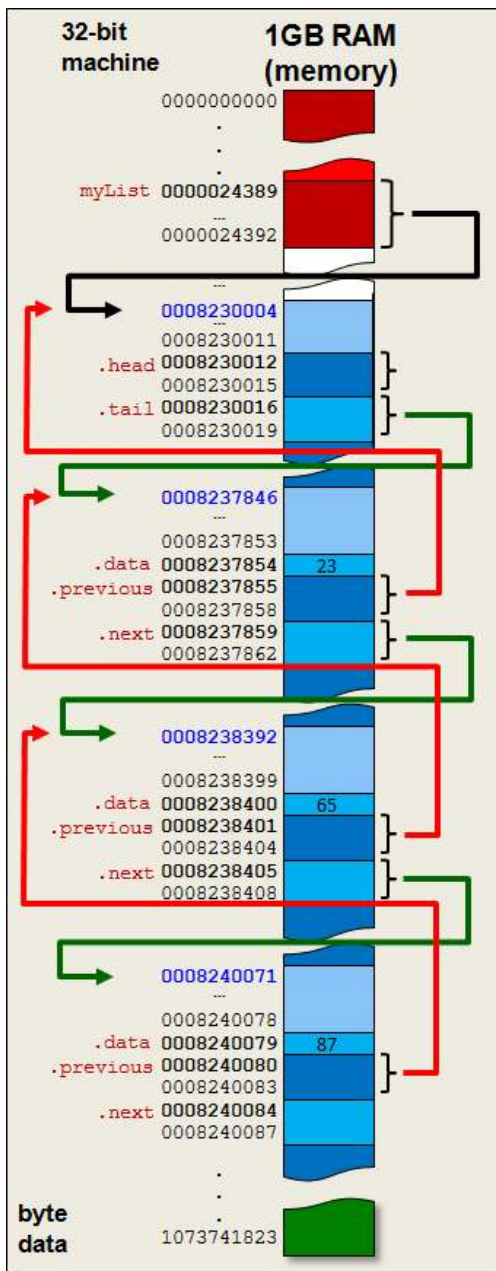 32-bit
machine
1GB RAM
(memory)
0000000000
.
.
.
.
myList 0000024389
...
0000024392
...
0008230004
...
0008230011
.head 0008230012
0008230015
.tail 0008230016
0008230019
0008237846
...
0008237853
.data 0008237854 23
.previous 0008237855
0008237858
.next 0008237859
0008237862
0008238392
...
0008238399
.data 0008238400 65
.previous 0008238401
0008238404
.next 0008238405
0008238408
0008240071
...
0008240078
.data 0008240079 87
.previous 0008240080
0008240083
.next 0008240084
0008240087
.
.
.
.
byte
data
1073741823